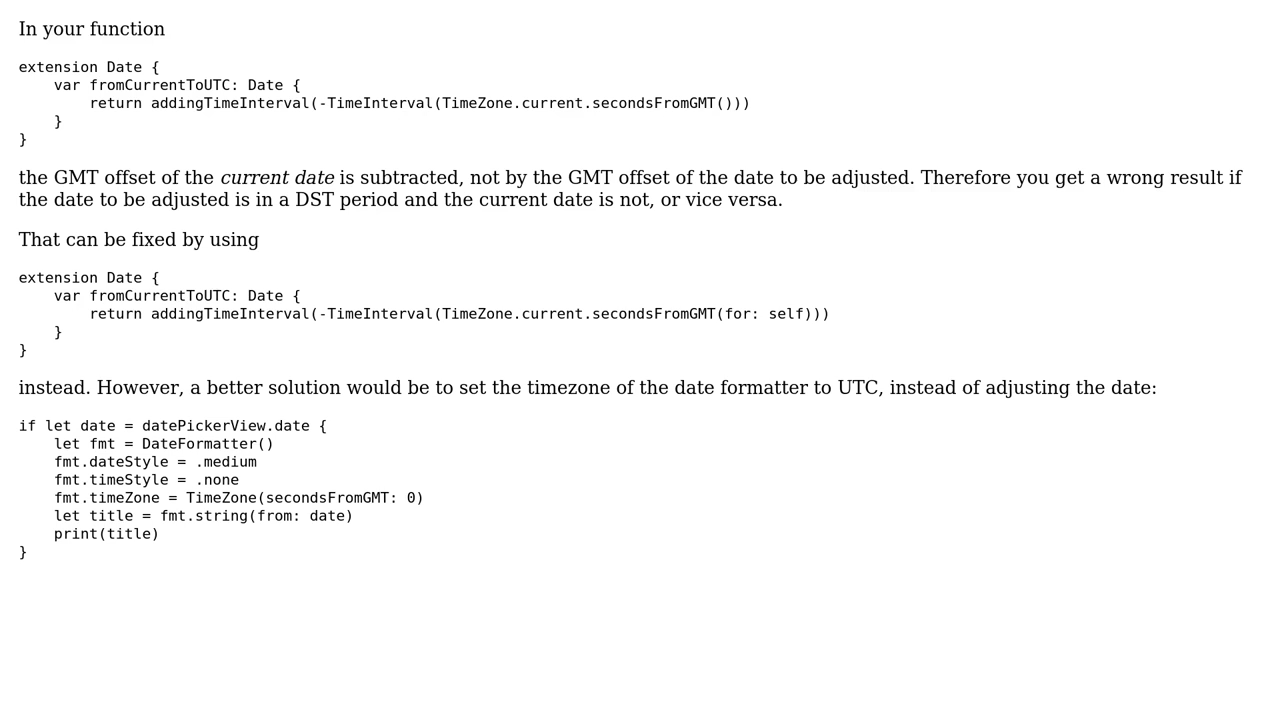 In your function
extension Date {
    var fromCurrentToUTC: Date {
        return addingTimeInterval(-TimeInterval(TimeZone.current.secondsFromGMT()))
    }
}
the GMT offset of the current date is subtracted, not by the GMT offset of the date to be adjusted. Therefore you get a wrong result if
the date to be adjusted is in a DST period and the current date is not, or vice versa.
That can be fixed by using
extension Date {
    var fromCurrentToUTC: Date {
        return addingTimeInterval(-TimeInterval(TimeZone.current.secondsFromGMT(for: self)))
    }
}
instead. However, a better solution would be to set the timezone of the date formatter to UTC, instead of adjusting the date:
if let date = datePickerView.date {
    let fmt = DateFormatter()
    fmt.dateStyle = .medium
    fmt.timeStyle = .none
    fmt.timeZone = TimeZone(secondsFromGMT: 0)
    let title = fmt.string(from: date)
    print(title)
}